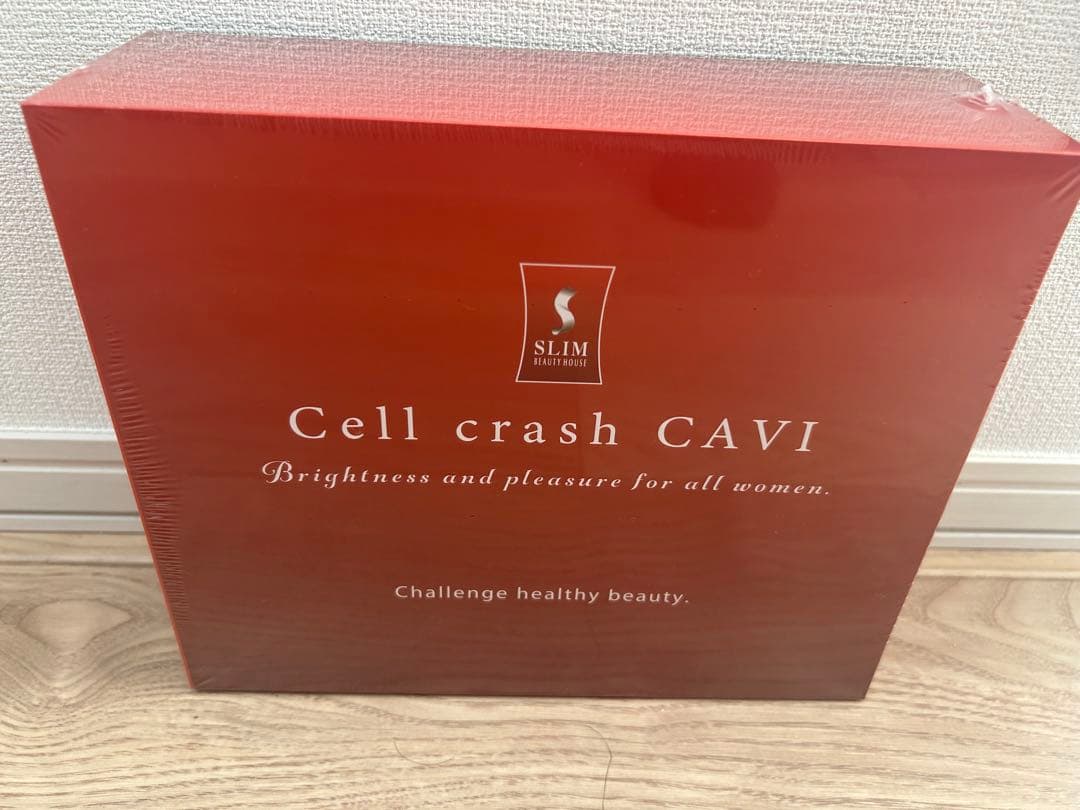 SLIM
BEAUTY HOUSE
Cell crash CAVI
Brightness and pleasure for all women.
Challenge healthy beauty.